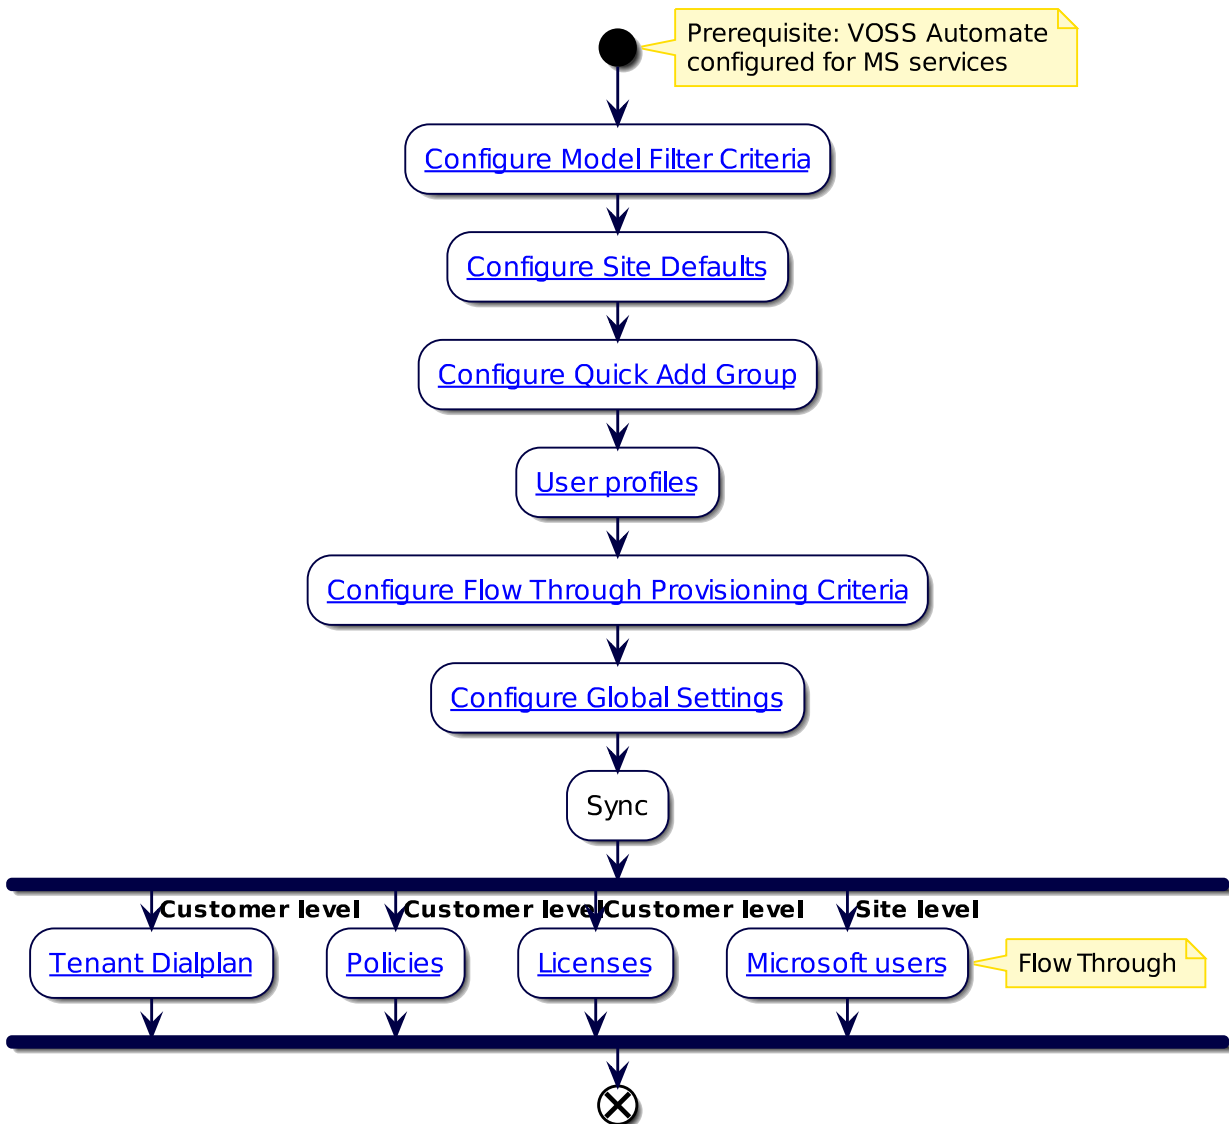 Prerequisite: VOSS Automate
configured for MS services
Configure Model Filter Criteria
Configure Site Defaults
Configure Quick Add Group
User profiles
Configure Flow Through Provisioning Criteria
Configure Global Settings
Sync
Customer level
Customer level
Customer level
Site level
Tenant Dialplan
Policies
Licenses
Microsoft users
Flow Through